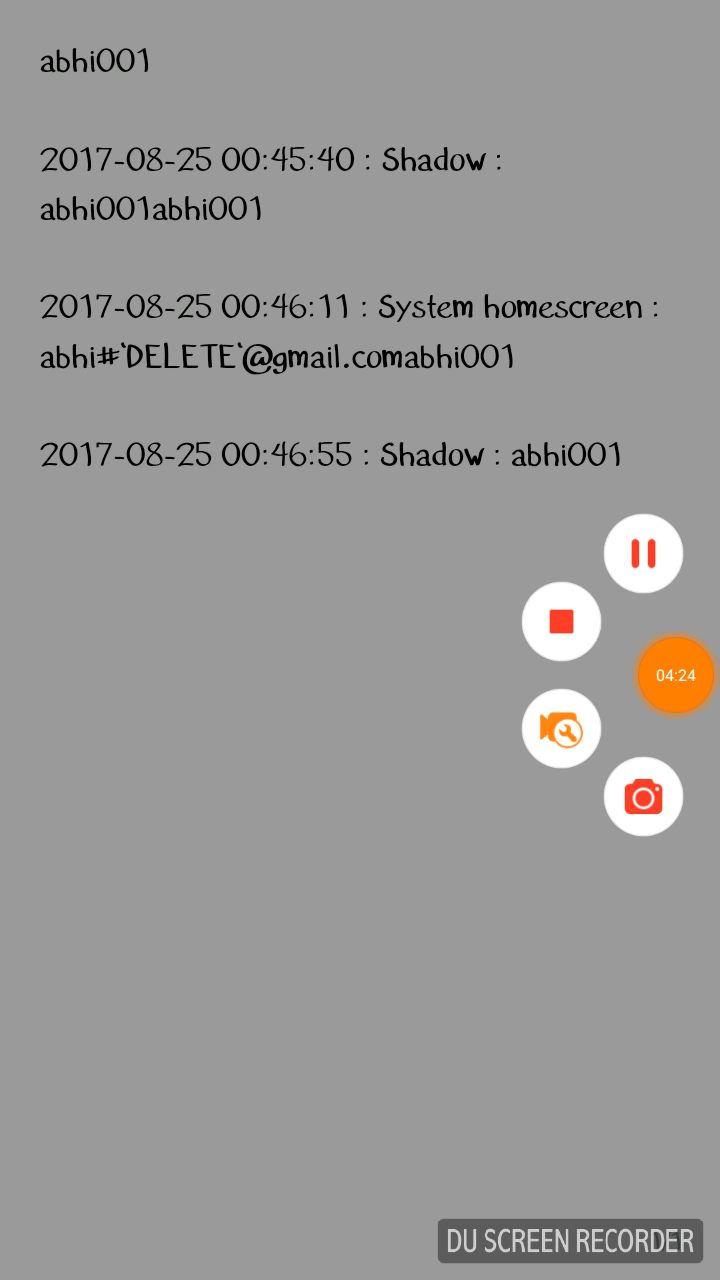 abhi001
2017-08-25 00:45:40 : Shadow :
abhi001abhi001
2017-08-25 00:46:11 : System homescreen :
abhi#`DELETE`@gmail.comabhi001
2017-08-25 00:46:55 : Shadow : abhi001
04:24
DU SCREEN RECORDER